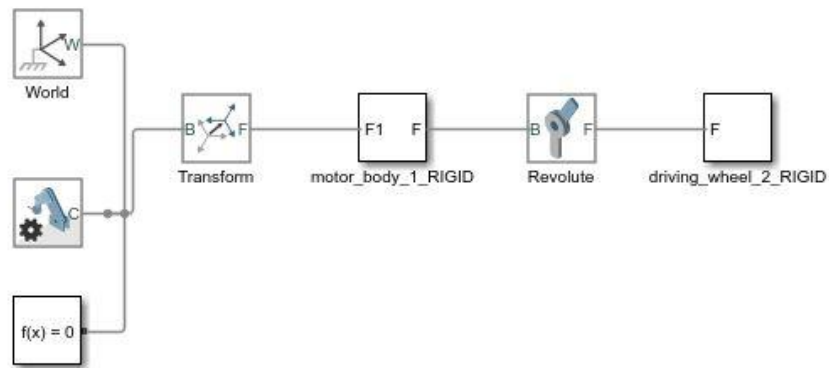 W
World
B F
Transform
F1 F
motor_body_1_RIGID
B F
Revolute
F
driving_wheel_2_RIGID
C
f(x) = 0